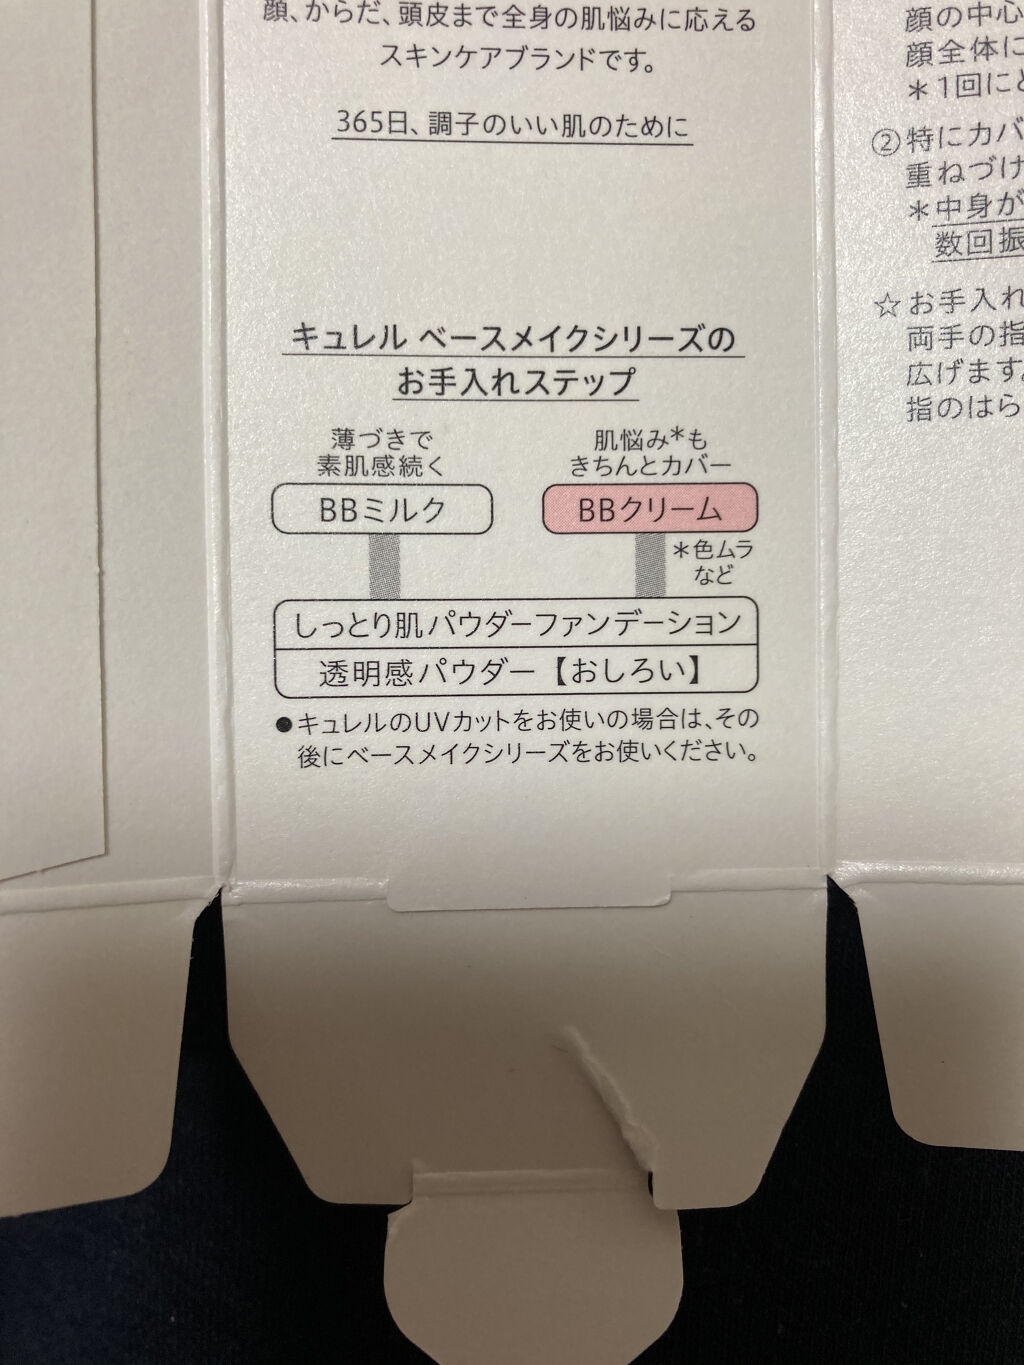 顔、からだ、頭皮まで全身の肌悩みに応える
スキンケアブランドです。
365日、調子のいい肌のために
キュレル ベースメイクシリーズの
お手入れステップ
薄づきで
素肌感続く
BBミルク
肌悩み*も
きちんとカバー
BBクリーム
*色ムラ
など
しっとり肌パウダーファンデーション
透明感パウダー【おしろい】
●キュレルのUVカットをお使いの場合は、その
後にベースメイクシリーズをお使いください。
顔の中心
顔全体に
*1回にと
②特にカバ
重ねづけ
*中身が
数回振
☆お手入れ
両手の指
広げます。
指のはら